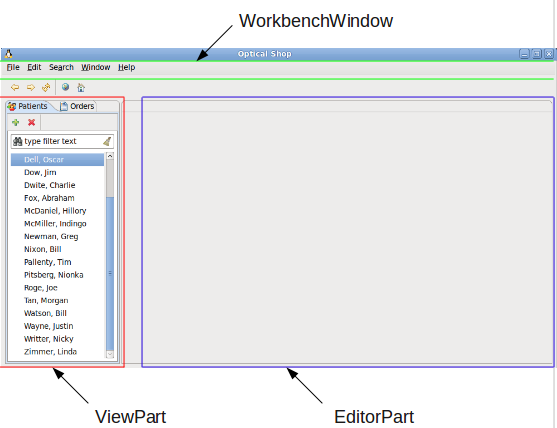 WorkbenchWindow
Optical Shop
File Edit Search Window Help
Patients Orders
type filter text
Dell, Oscar
Dow, Jim
Dwite, Charlie
Fox, Abraham
McDaniel, Hillory
McMiller, Indingo
Newman, Greg
Nixon, Bill
Pallenty, Tim
Pitsberg, Nionka
Roge, Joe
Tan, Morgan
Watson, Bill
Wayne, Justin
Writter, Nicky
Zimmer, Linda
ViewPart EditorPart